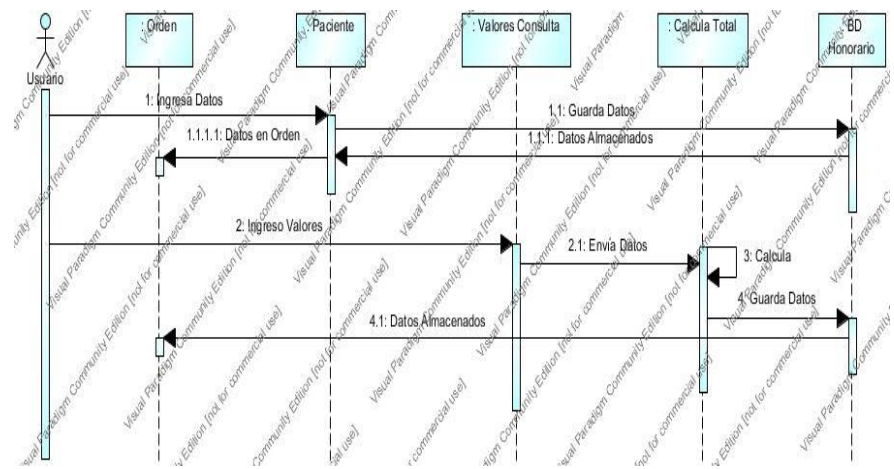 : Orden
: Paciente
: Valores Consulta
: Calcula Total
BD
Honorario
Usuario
1: Ingresa Datos
1.1: Guarda Datos
1.1.1.1: Datos en Orden
1.1.1: Datos Almacenados
2: Ingreso Valores
2.1: Envia Datos
3: Calcula
4: Guarda Datos
4.1: Datos Almacenados
Visual Paradigm Community Edition [not for commercial use]